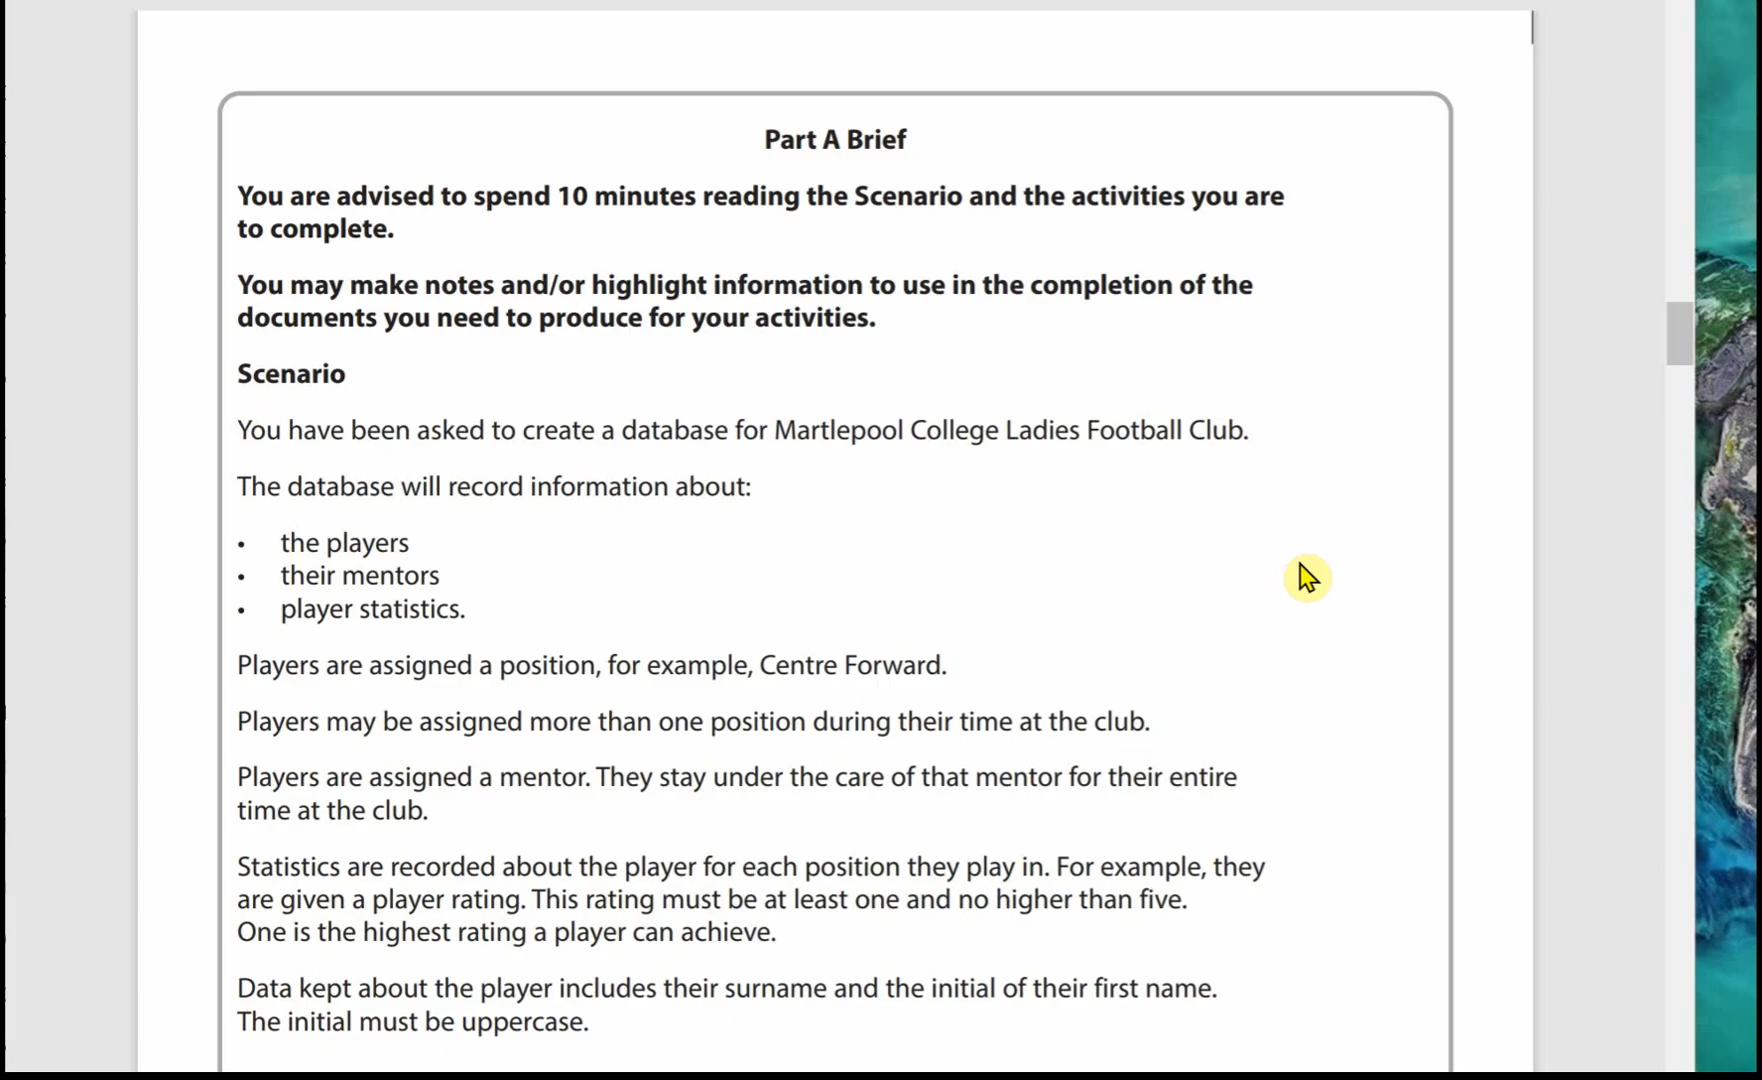 Part A Brief
You are advised to spend 10 minutes reading the Scenario and the activities you are
to complete.
You may make notes and/or highlight information to use in the completion of the
documents you need to produce for your activities.
Scenario
You have been asked to create a database for Martlepool College Ladies Football Club.
The database will record information about:
• the players
• their mentors
• player statistics.
Players are assigned a position, for example, Centre Forward.
Players may be assigned more than one position during their time at the club.
Players are assigned a mentor. They stay under the care of that mentor for their entire
time at the club.
Statistics are recorded about the player for each position they play in. For example, they
are given a player rating. This rating must be at least one and no higher than five.
One is the highest rating a player can achieve.
Data kept about the player includes their surname and the initial of their first name.
The initial must be uppercase.